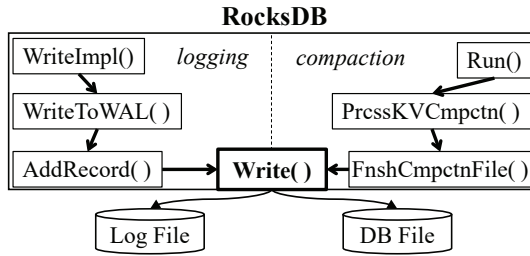 RocksDB
WriteImpl()
logging
compaction
Run()
WriteToWAL( )
PrcssKVCmpctn( )
AddRecord( )
Write( )
FnshCmpctnFile( )
Log File
DB File